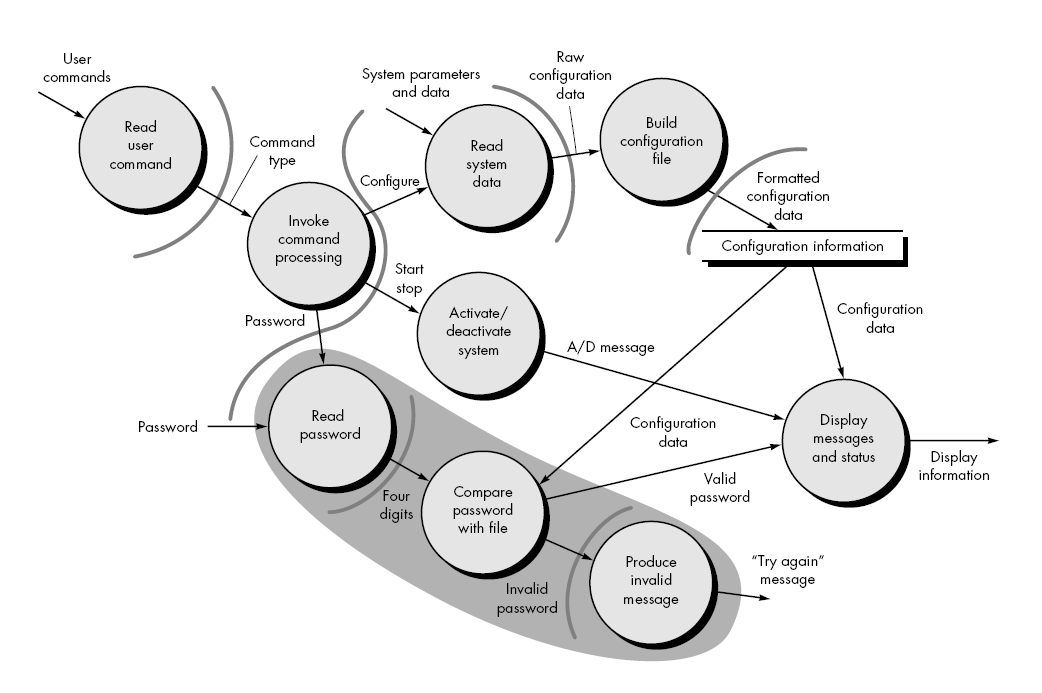 User
commands
Read
user
command
Command
type
Invoke
command
processing
System parameters
and data
Configure
Read
system
data
Raw
configuration
data
Build
configuration
file
Formatted
configuration
data
Configuration information
Start
stop
Activate/
deactivate
system
A/D message
Configuration
data
Password
Password
Read
password
Four
digits
Compare
password
with file
Configuration
data
Valid
password
Display
messages
and status
Display
information
Invalid
password
Produce
invalid
message
“Try again”
message